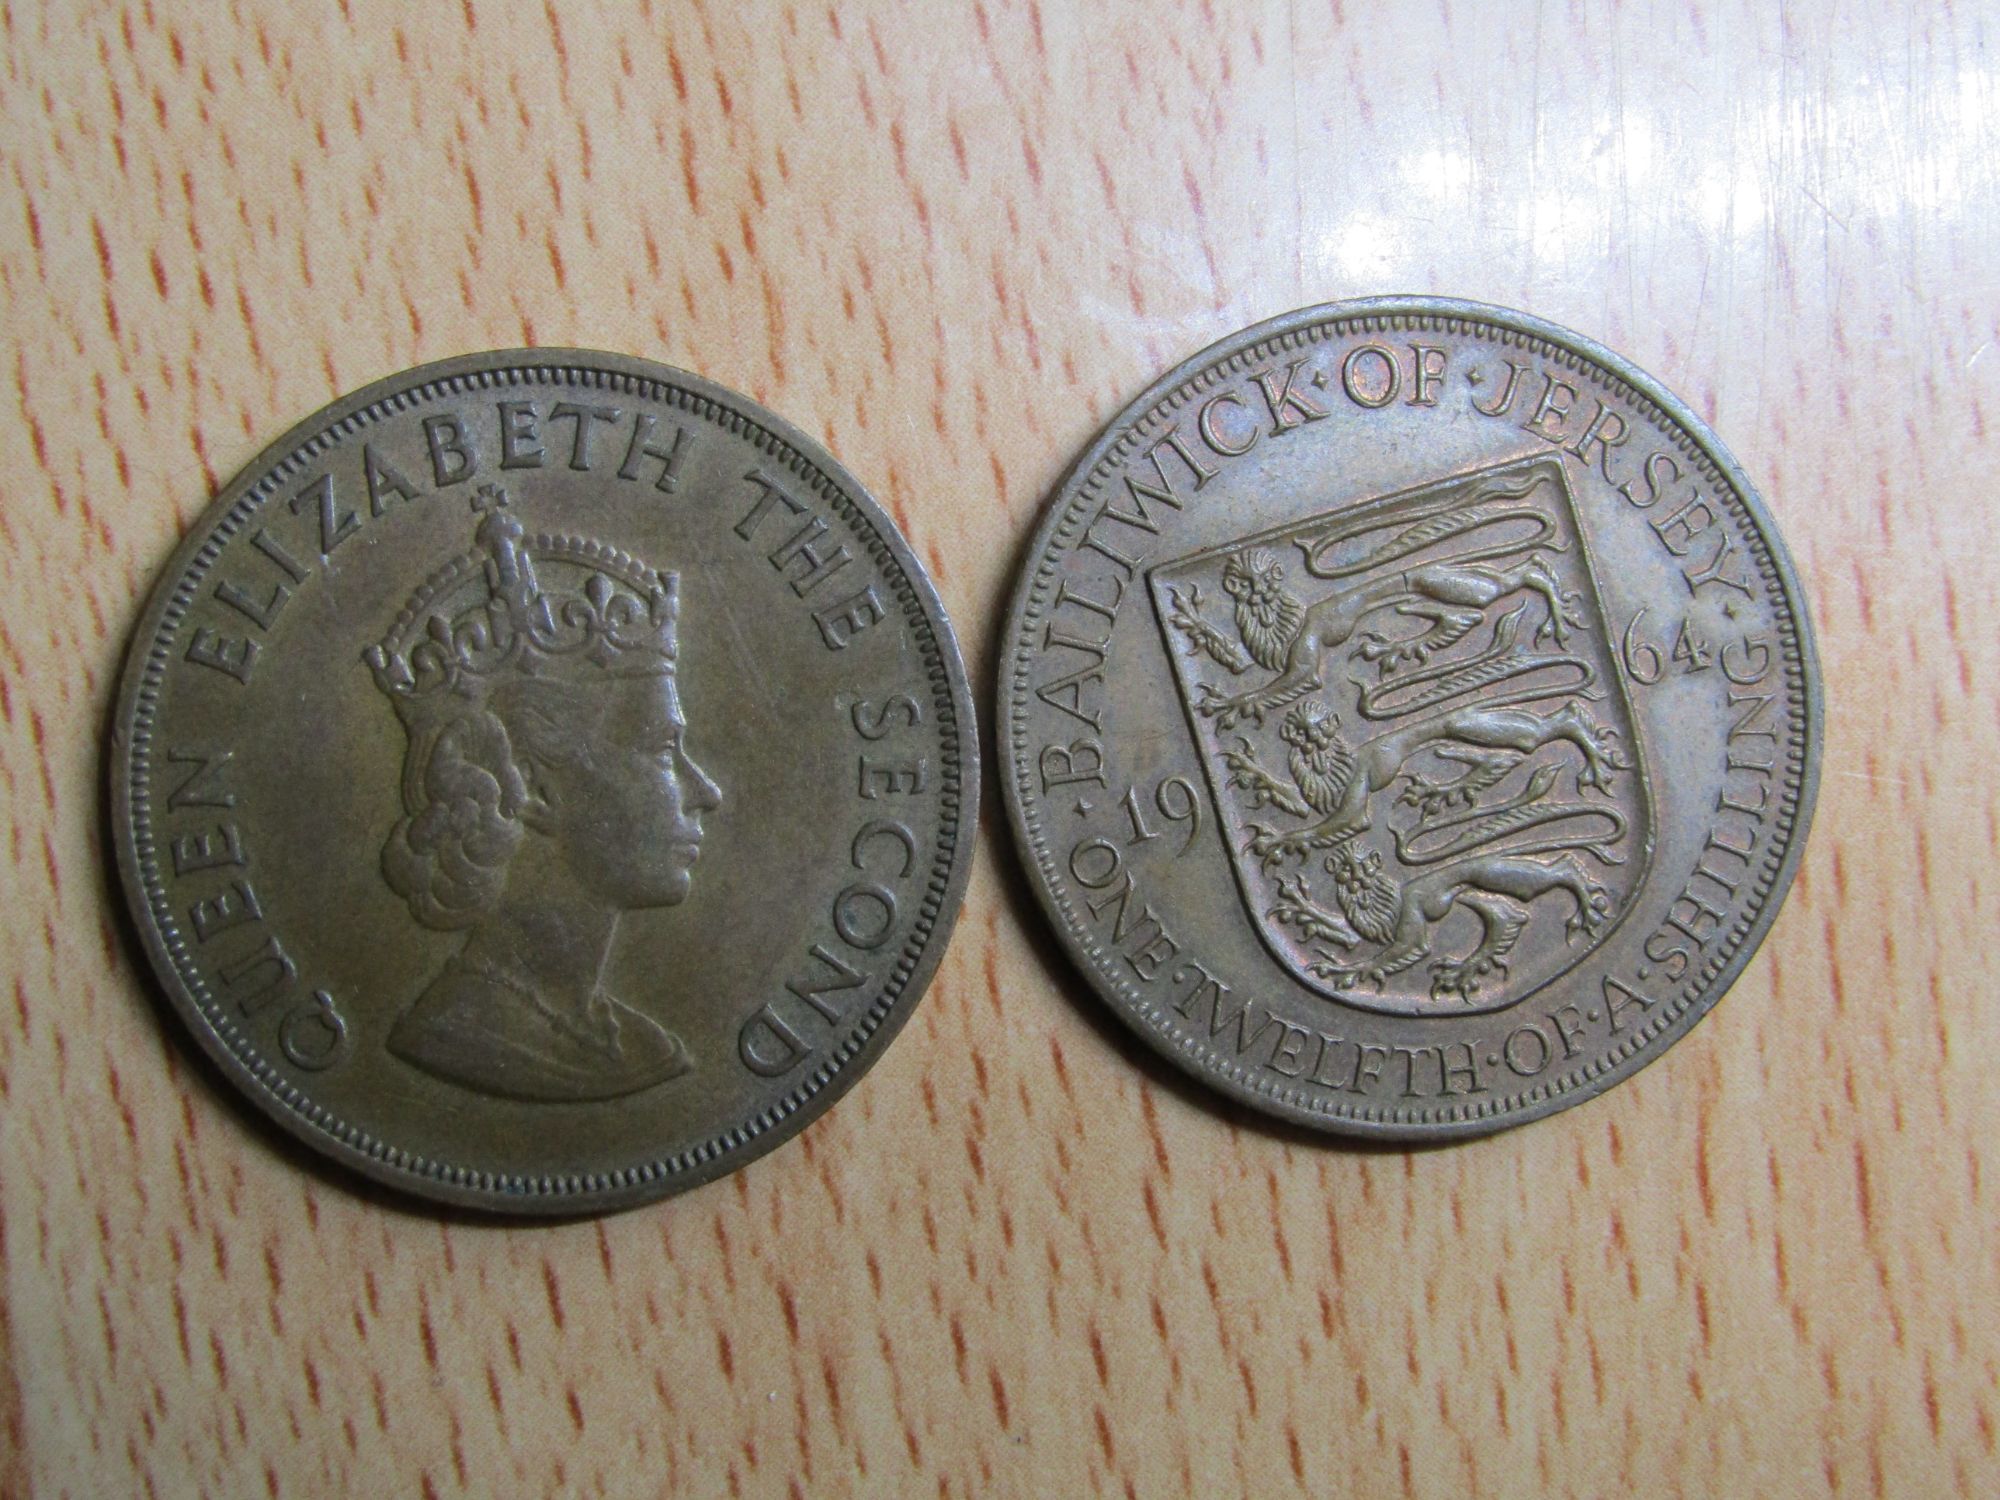 QUEEN ELIZABETH THE SECOND
·BAILIWICK·OF·JERSEY·
19 64
ONE·TWELFTH·OF·A·SHILLING